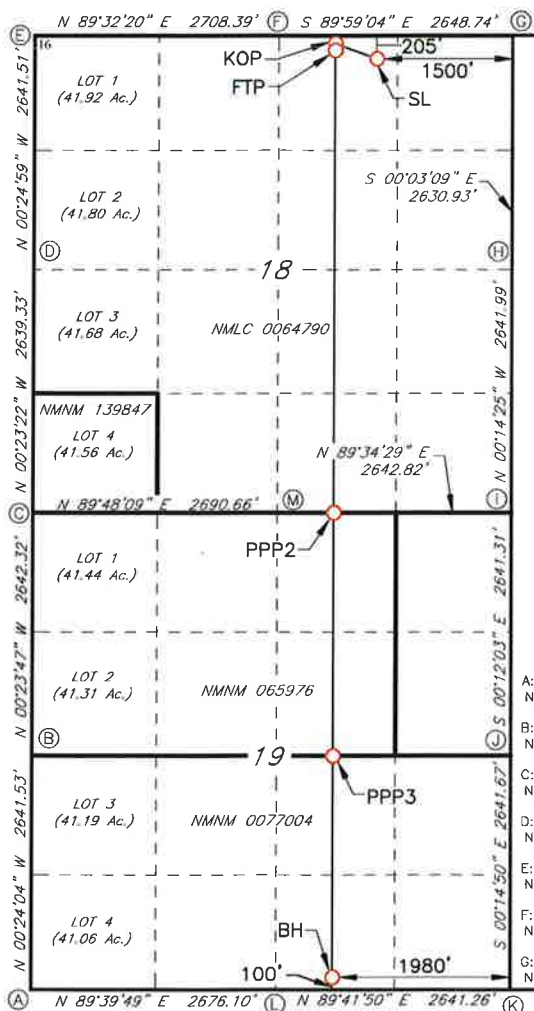 N 89°32'20" E 2708.39' F S 89°59'04" E 2648.74' G
E
16
KOP
FTP
205'
1500'
SL
N 00°24'59" W 2641.51'
LOT 1
(41.92 Ac.)
S 00°03'09" E
2630.93'
LOT 2
(41.80 Ac.)
D
H
18
LOT 3
(41.68 Ac.)
NMLC 0064790
N 00°23'22" W 2639.33'
N 00°14'25" W 2641.99'
NMNM 139847
LOT 4
(41.56 Ac.)
N 89°34'29" E
2642.82'
C N 89°48'09" E 2690.66' M I
PPP2
LOT 1
(41.44 Ac.)
N 00°23'47" W 2642.32'
S 00°12'03" E 2641.31'
LOT 2
(41.31 Ac.)
NMNM 065976
B
J
19
PPP3
LOT 3
(41.19 Ac.)
NMNM 0077004
N 00°24'04" W 2641.53'
S 00°14'50" E 2641.67'
LOT 4
(41.06 Ac.)
BH
100'
1980'
A N 89°39'49" E 2676.10' L N 89°41'50" E 2641.26' K
A:
N
B:
N
C:
N
D:
N
E:
N
F:
N
G:
N